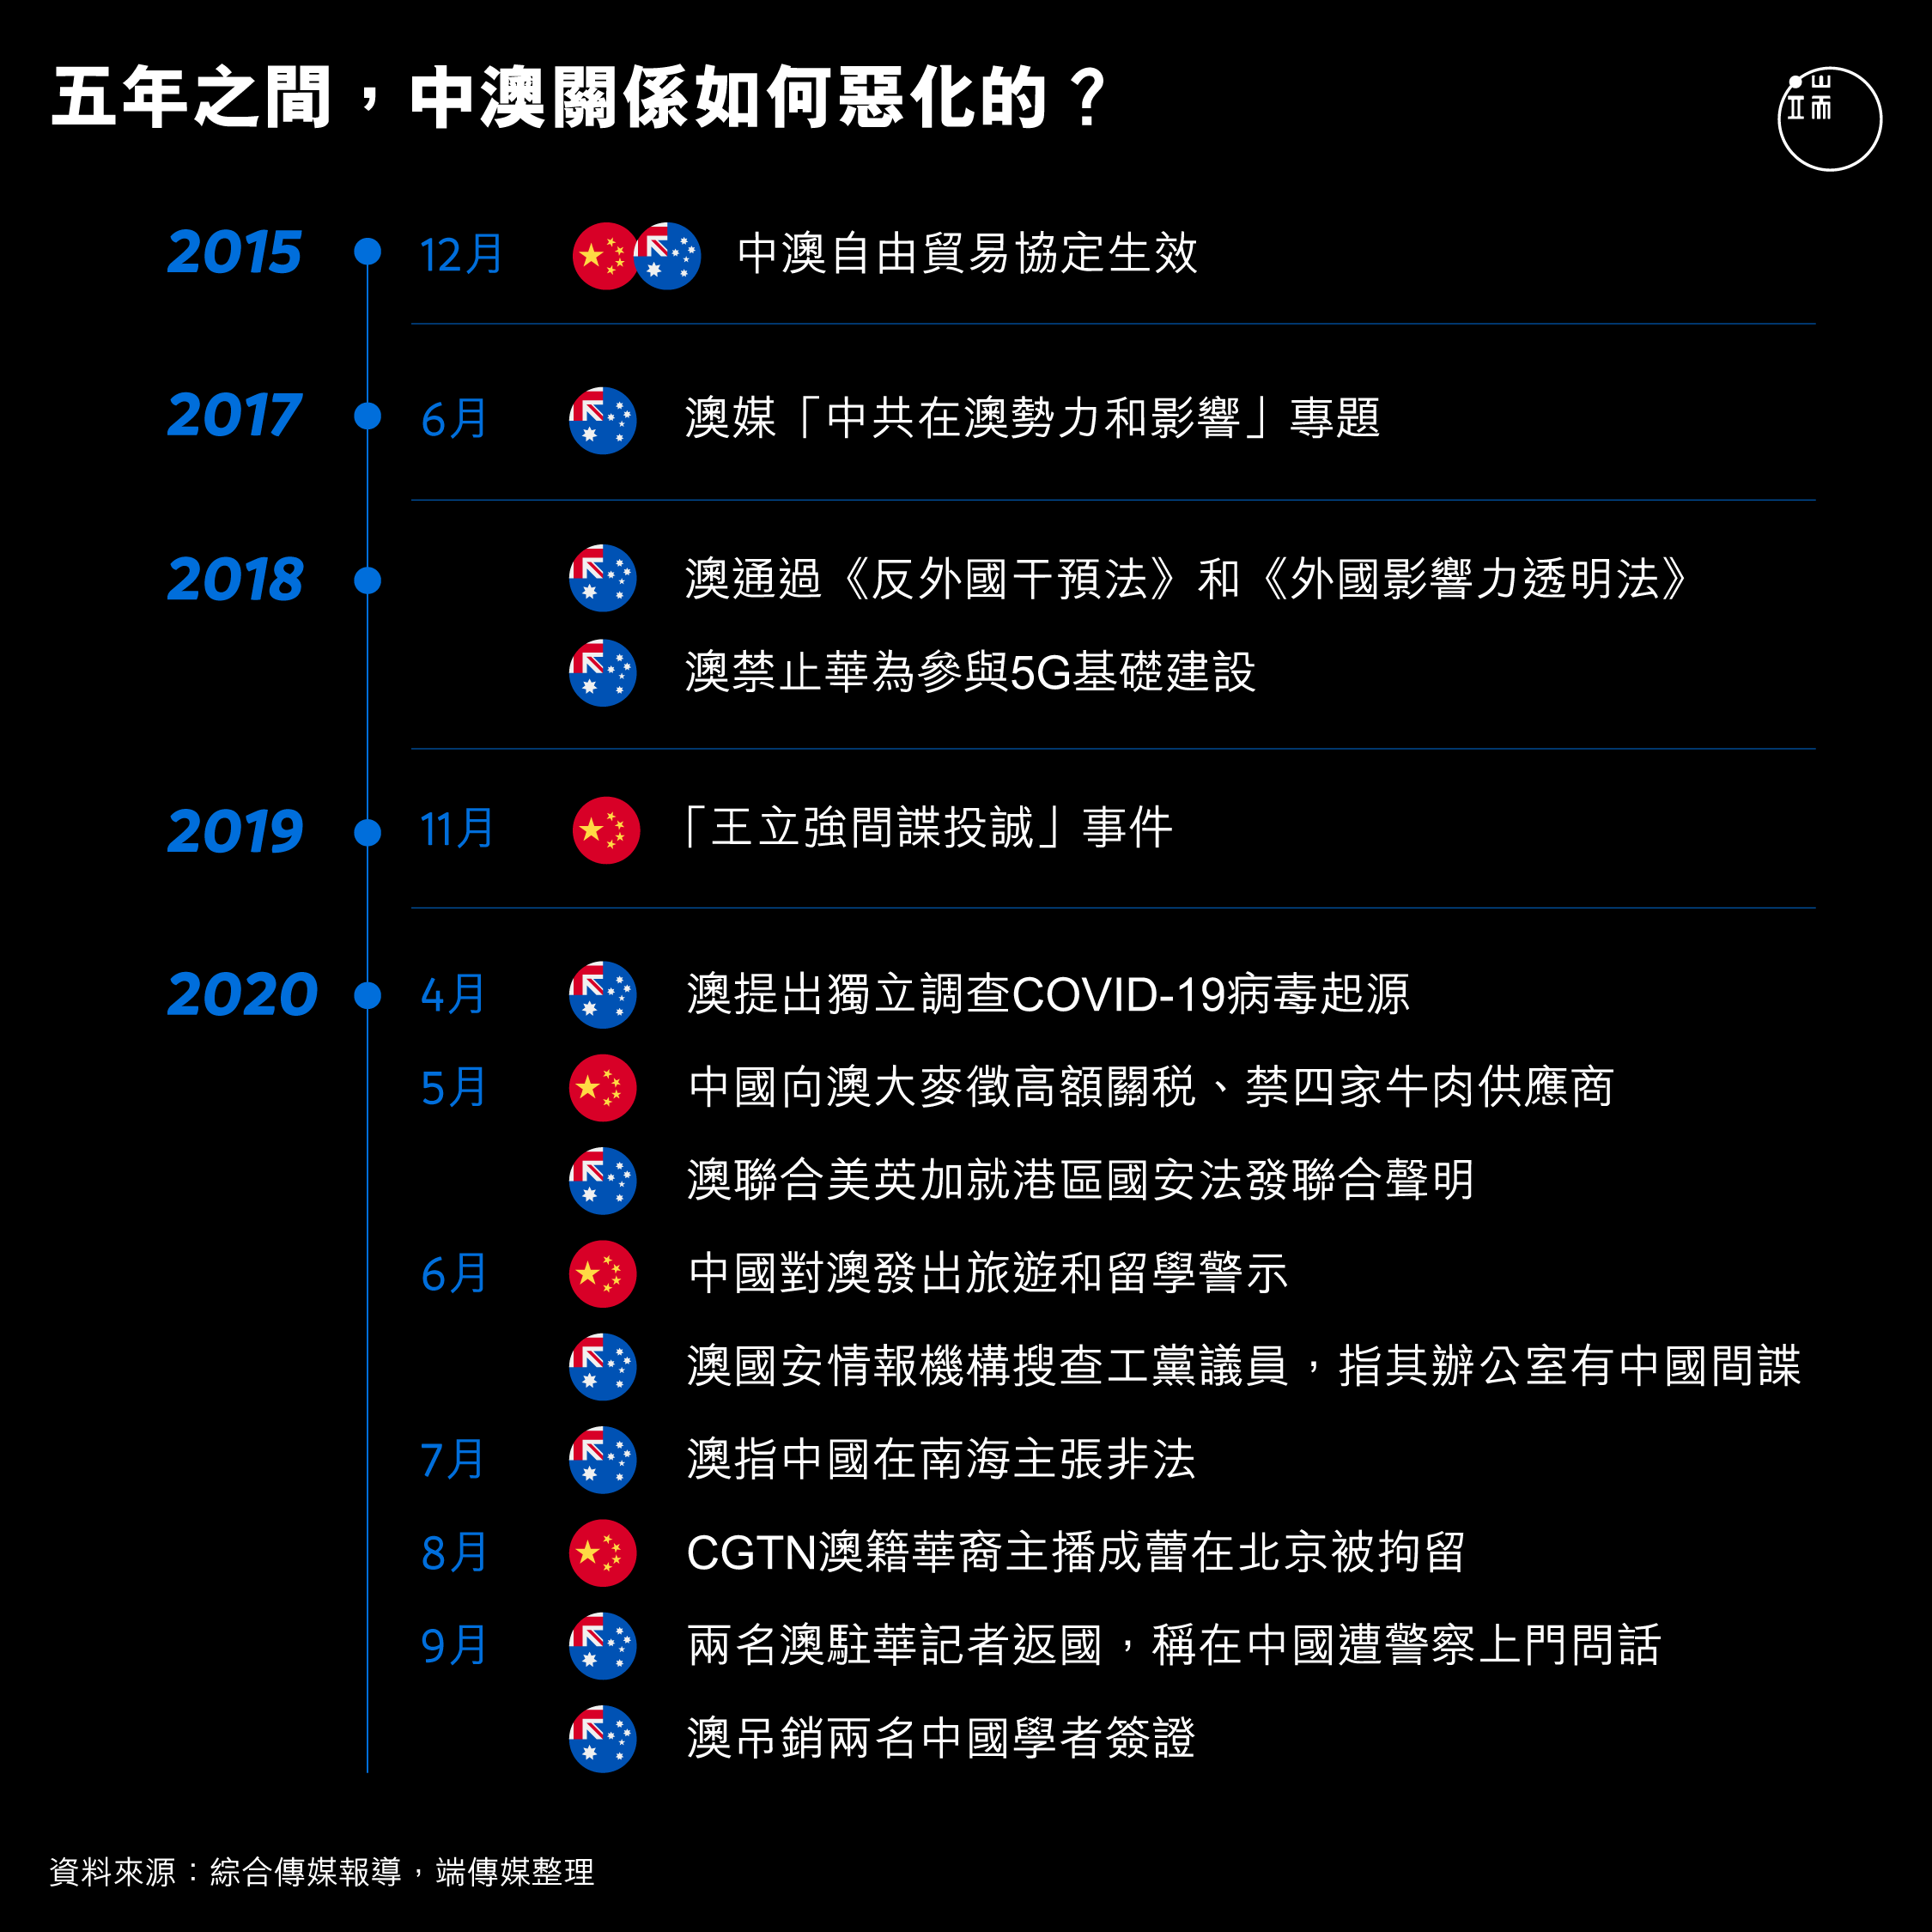 五年之間，中澳關係如何惡化的？
端
2015 12月 中澳自由貿易協定生效
2017 6月 澳媒「中共在澳勢力和影響」專題
2018 澳通過《反外國干預法》和《外國影響力透明法》
澳禁止華為參與5G基礎建設
2019 11月 「王立強間諜投誠」事件
2020 4月 澳提出獨立調查COVID-19病毒起源
5月 中國向澳大麥徵高額關税、禁四家牛肉供應商
澳聯合美英加就港區國安法發聯合聲明
6月 中國對澳發出旅遊和留學警示
澳國安情報機構搜查工黨議員，指其辦公室有中國間諜
7月 澳指中國在南海主張非法
8月 CGTN澳籍華裔主播成蕾在北京被拘留
9月 兩名澳駐華記者返國，稱在中國遭警察上門問話
澳吊銷兩名中國學者簽證
資料來源：綜合傳媒報導，端傳媒整理